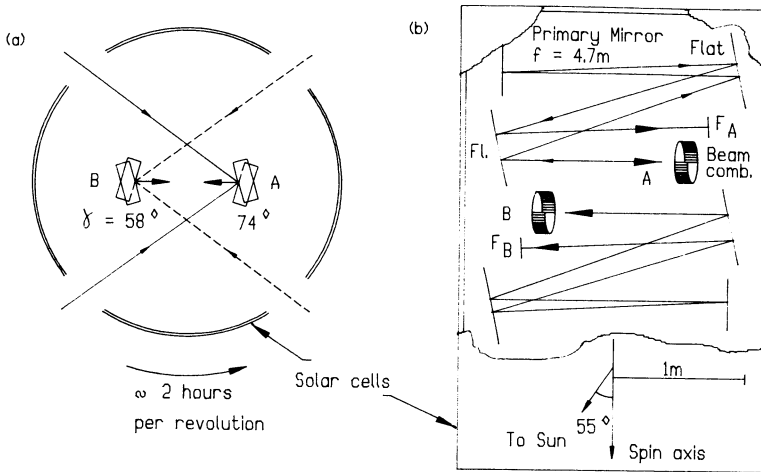 (a)
B
A
γ = 58◊
74◊
Solar cells
≈ 2 hours
per revolution
(b)
Primary Mirror
f = 4.7m
Flat
F_A
Fl.
A
Beam
comb.
B
F_B
1m
55◊
To Sun
Spin axis